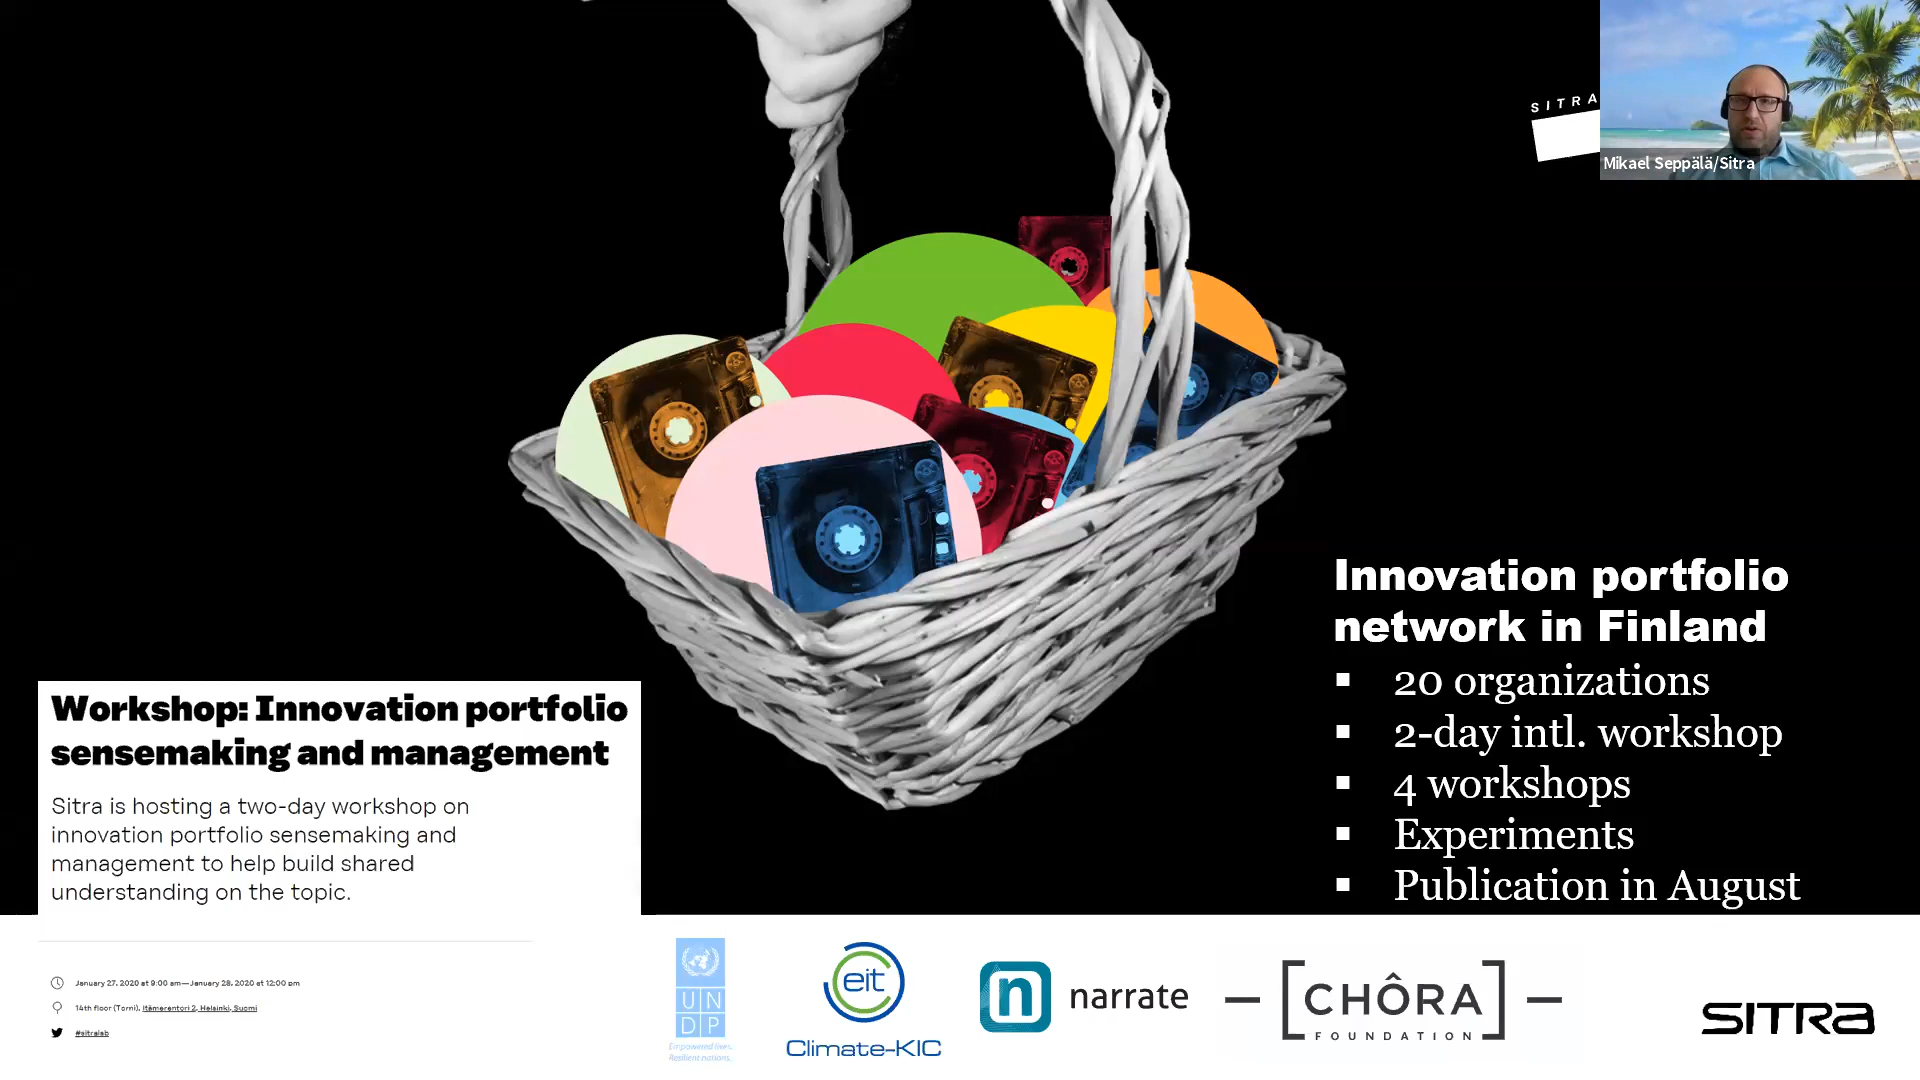 SITRA
Mikael Seppälä/Sitra
Innovation portfolio
network in Finland
▪ 20 organizations
▪ 2-day intl. workshop
▪ 4 workshops
▪ Experiments
▪ Publication in August
Workshop: Innovation portfolio
sensemaking and management
Sitra is hosting a two-day workshop on
innovation portfolio sensemaking and
management to help build shared
understanding on the topic.
January 27, 2020 at 9:00 am—January 28, 2020 at 12:00 pm
14th floor (Torni), Itämerentori 2, Helsinki, Suomi
#sitralab
UN
DP
Empowered lives.
Resilient nations.
eit
Climate-KIC
n narrate
CHÔRA
FOUNDATION
SITRA